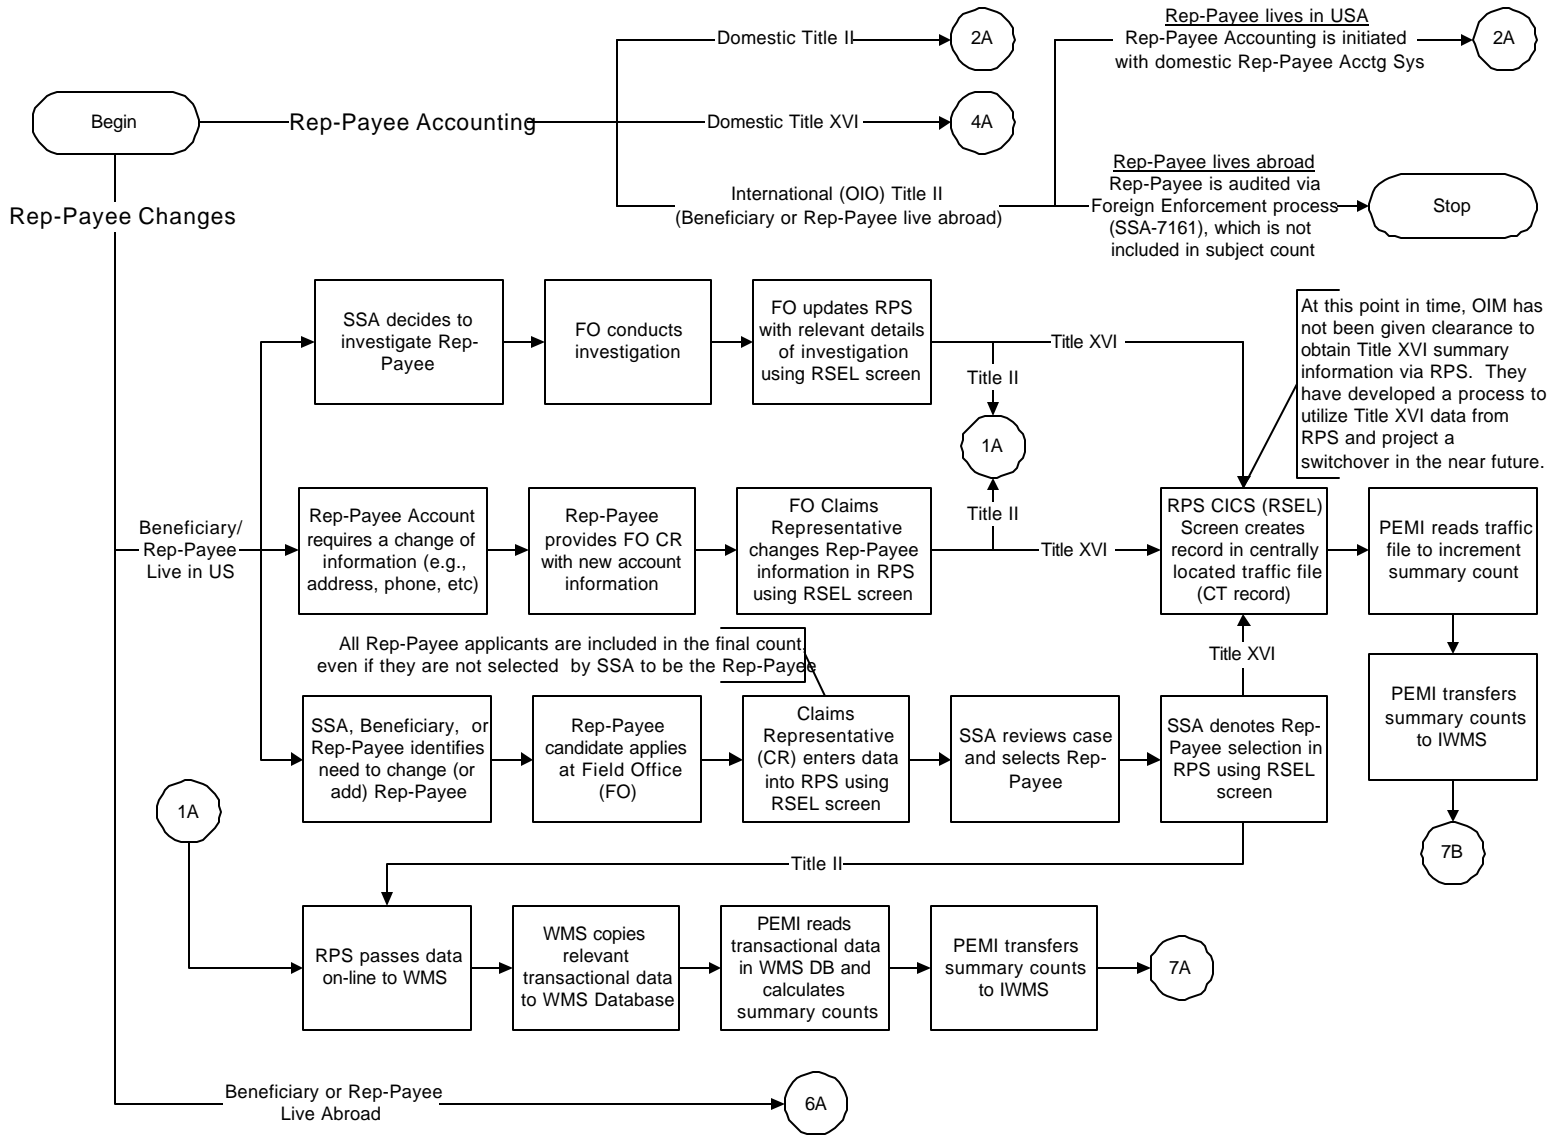 Begin
Rep-Payee Accounting
Domestic Title II
2A
Domestic Title XVI
4A
International (OIO) Title II
(Beneficiary or Rep-Payee live abroad)
Rep-Payee lives in USA
Rep-Payee Accounting is initiated
with domestic Rep-Payee Acctg Sys
2A
Rep-Payee lives abroad
Rep-Payee is audited via
Foreign Enforcement process
(SSA-7161), which is not
included in subject count
Stop
Rep-Payee Changes
Beneficiary/
Rep-Payee
Live in US
SSA decides to
investigate Rep-
Payee
FO conducts
investigation
FO updates RPS
with relevant details
of investigation
using RSEL screen
Title XVI
Title II
1A
At this point in time, OIM has
not been given clearance to
obtain Title XVI summary
information via RPS. They
have developed a process to
utilize Title XVI data from
RPS and project a
switchover in the near future.
Rep-Payee Account
requires a change of
information (e.g.,
address, phone, etc)
Rep-Payee
provides FO CR
with new account
information
FO Claims
Representative
changes Rep-Payee
information in RPS
using RSEL screen
Title II
Title XVI
RPS CICS (RSEL)
Screen creates
record in centrally
located traffic file
(CT record)
PEMI reads traffic
file to increment
summary count
PEMI transfers
summary counts
to IWMS
7B
All Rep-Payee applicants are included in the final count,
even if they are not selected by SSA to be the Rep-Payee
SSA, Beneficiary, or
Rep-Payee identifies
need to change (or
add) Rep-Payee
Rep-Payee
candidate applies
at Field Office
(FO)
Claims
Representative
(CR) enters data
into RPS using
RSEL screen
SSA reviews case
and selects Rep-
Payee
SSA denotes Rep-
Payee selection in
RPS using RSEL
screen
Title XVI
Title II
1A
RPS passes data
on-line to WMS
WMS copies
relevant
transactional data
to WMS Database
PEMI reads
transactional data
in WMS DB and
calculates
summary counts
PEMI transfers
summary counts
to IWMS
7A
Beneficiary or Rep-Payee
Live Abroad
6A